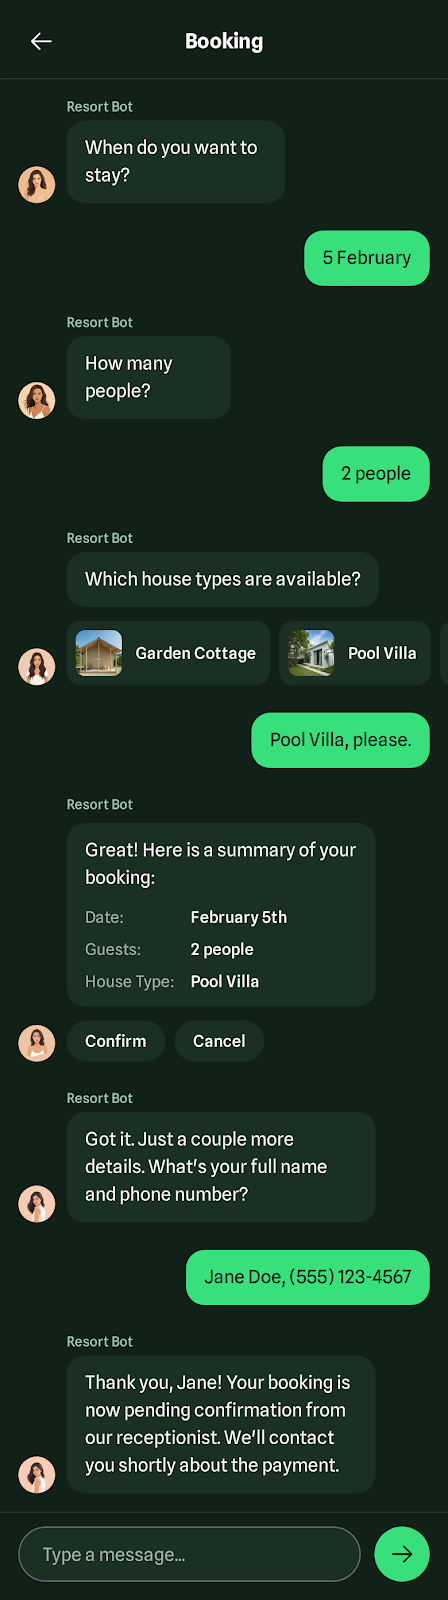 Booking
Resort Bot
When do you want to
stay?
5 February
Resort Bot
How many
people?
2 people
Resort Bot
Which house types are available?
Garden Cottage
Pool Villa
Pool Villa, please.
Resort Bot
Great! Here is a summary of your
booking:
Date: February 5th
Guests: 2 people
House Type: Pool Villa
Confirm
Cancel
Resort Bot
Got it. Just a couple more
details. What's your full name
and phone number?
Jane Doe, (555) 123-4567
Resort Bot
Thank you, Jane! Your booking is
now pending confirmation from
our receptionist. We'll contact
you shortly about the payment.
Type a message...